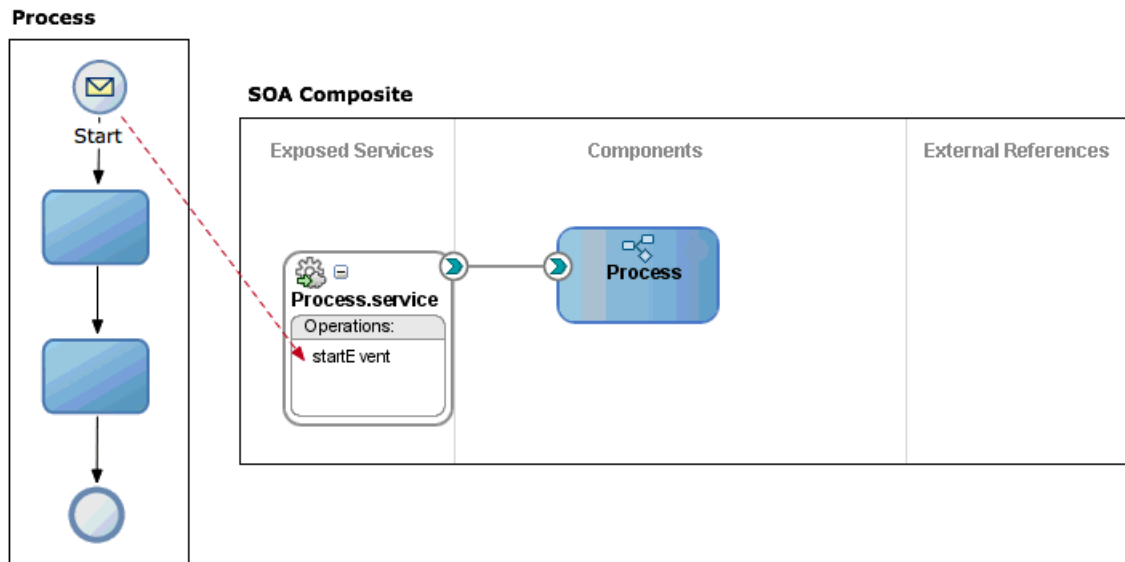 Process
Start
SOA Composite
Exposed Services
Components
External References
Process.service
Operations:
startE vent
Process